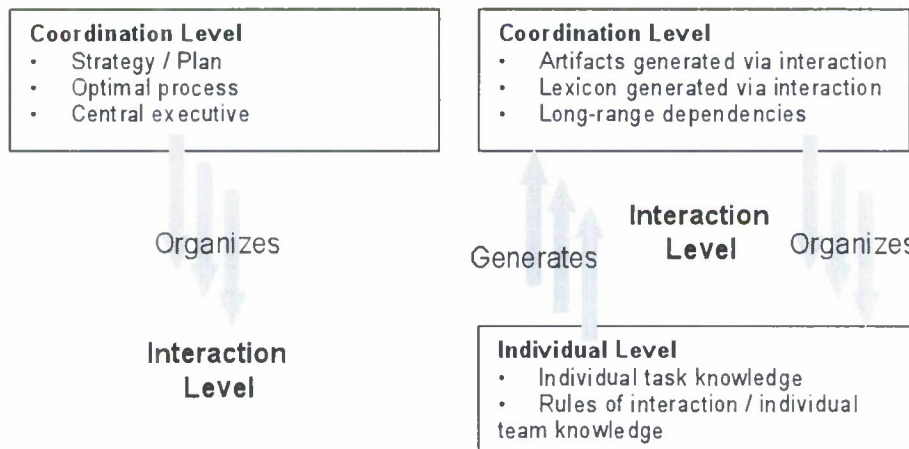 Coordination Level
• Strategy / Plan
• Optimal process
• Central executive
Organizes
Interaction
Level
Coordination Level
• Artifacts generated via interaction
• Lexicon generated via interaction
• Long-range dependencies
Generates
Interaction
Level
Organizes
Individual Level
• Individual task knowledge
• Rules of interaction / individual
team knowledge